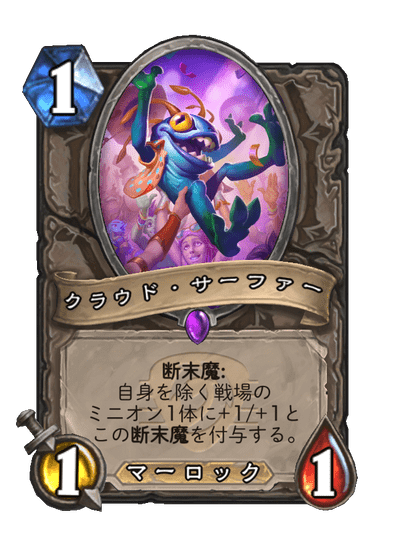 1
クラウド・サーファー
断末魔:
自身を除く戦場の
ミニオン1体に+1/+1と
この断末魔を付与する。
1
マーロック
1